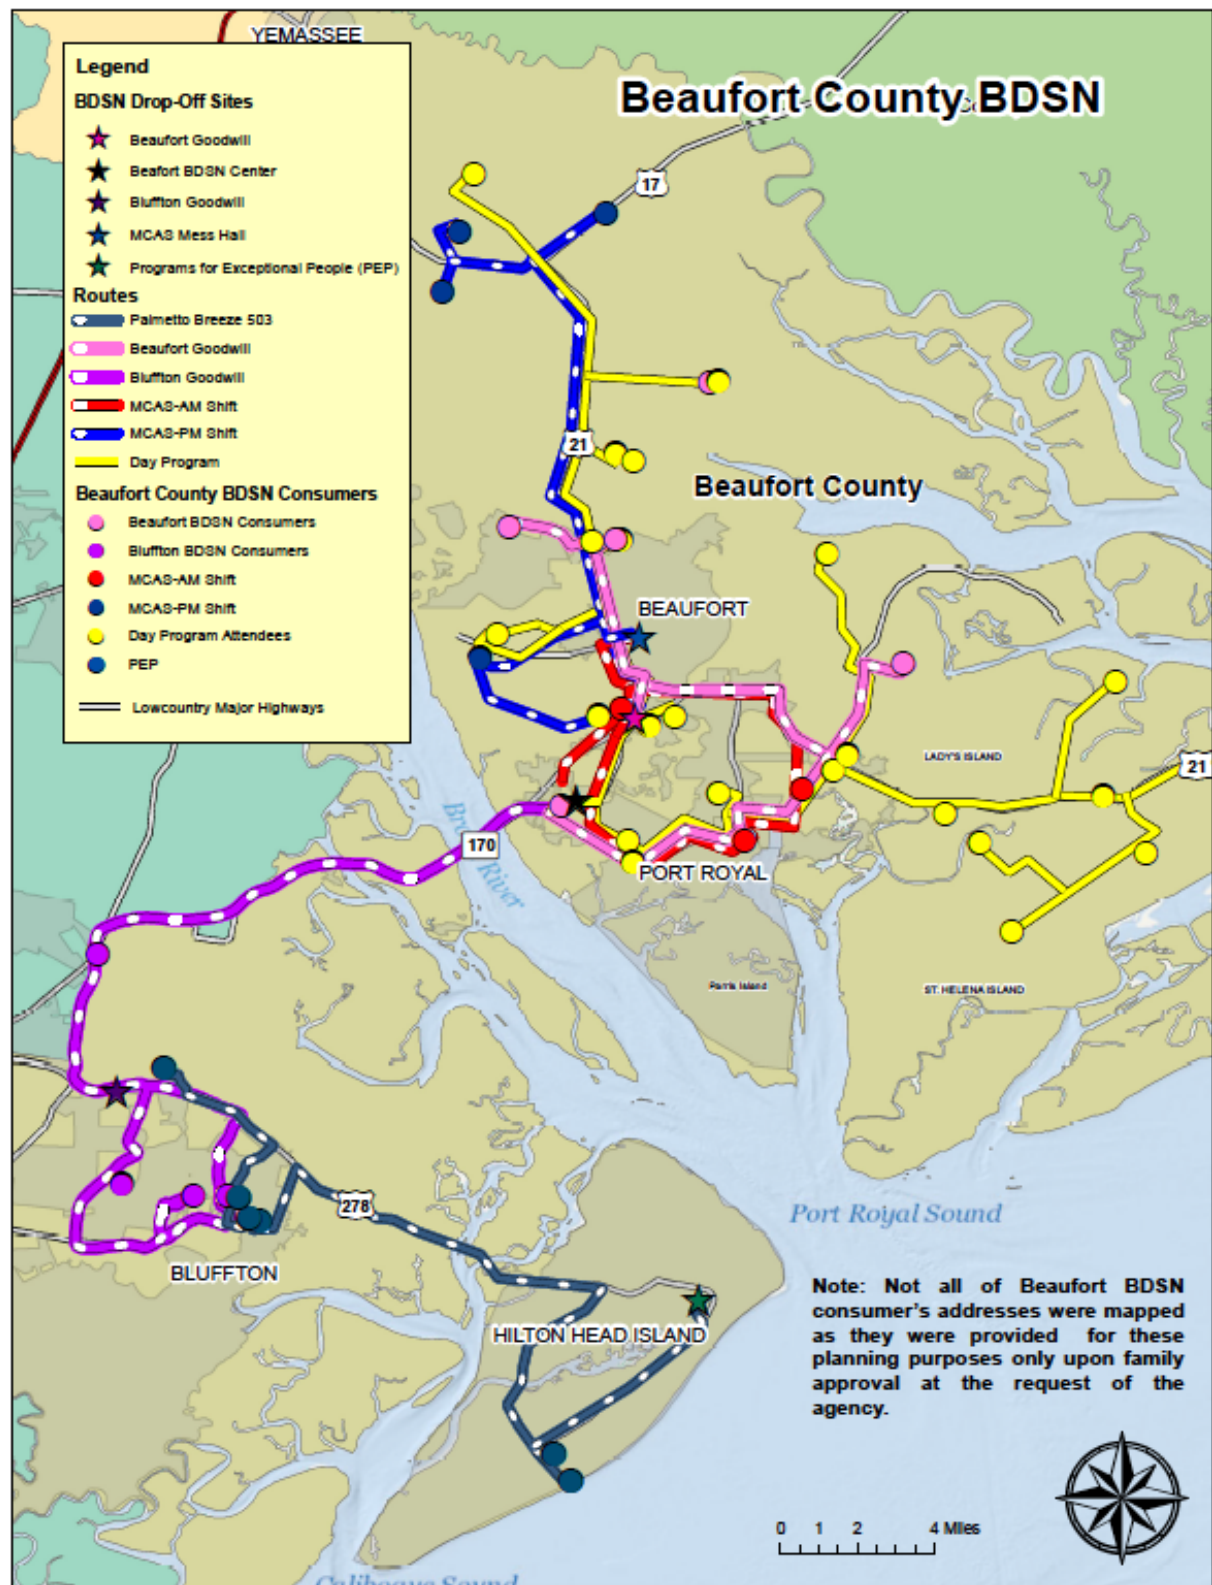 YEMASSEE
Legend
BDSN Drop-Off Sites
Beaufort Goodwill
Beafort BDSN Center
Bluffton Goodwill
MCAS Mess Hall
Programs for Exceptional People (PEP)
Routes
Palmetto Breeze 503
Beaufort Goodwill
Bluffton Goodwill
MCAS-AM Shift
MCAS-PM Shift
Day Program
Beaufort County BDSN Consumers
Beaufort BDSN Consumers
Bluffton BDSN Consumers
MCAS-AM Shift
MCAS-PM Shift
Day Program Attendees
PEP
Lowcountry Major Highways
Beaufort County BDSN
17
21
Beaufort County
BEAUFORT
LADY'S ISLAND
21
170
River
PORT ROYAL
Parris Island
ST. HELENA ISLAND
278
Port Royal Sound
BLUFFTON
HILTON HEAD ISLAND
Note: Not all of Beaufort BDSN
consumer's addresses were mapped
as they were provided for these
planning purposes only upon family
approval at the request of the
agency.
0 1 2 4 Miles